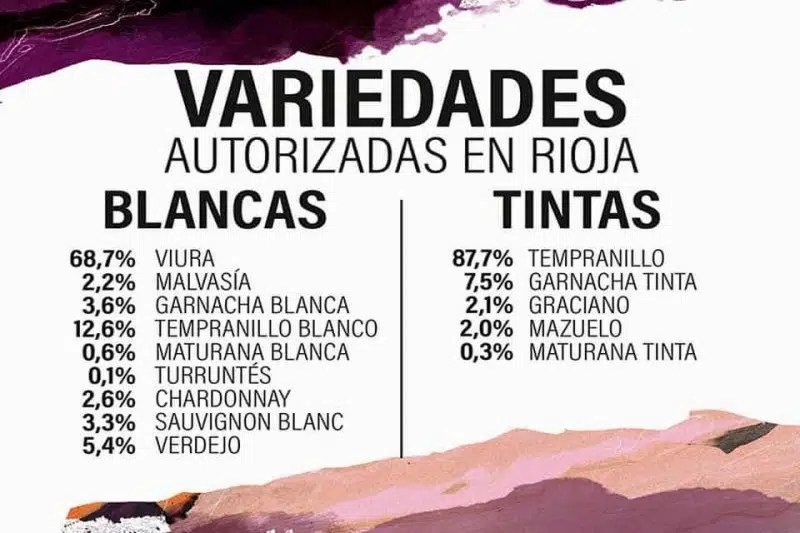 VARIEDADES
AUTORIZADAS EN RIOJA
BLANCAS
68,7% VIURA
2,2% MALVASÍA
3,6% GARNACHA BLANCA
12,6% TEMPRANILLO BLANCO
0,6% MATURANA BLANCA
0,1% TURRUNTÉS
2,6% CHARDONNAY
3,3% SAUVIGNON BLANC
5,4% VERDEJO
TINTAS
87,7% TEMPRANILLO
7,5% GARNACHA TINTA
2,1% GRACIANO
2,0% MAZUELO
0,3% MATURANA TINTA